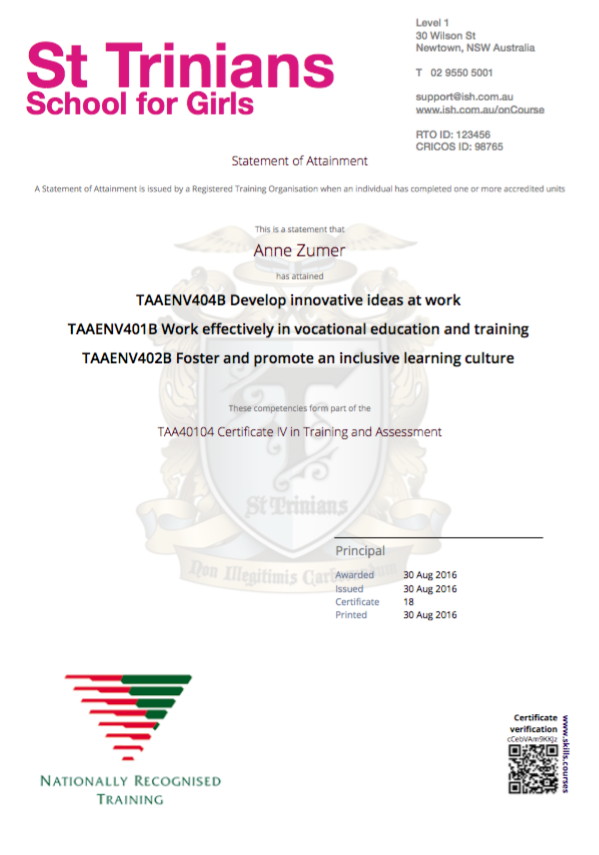 Level 1
30 Wilson St
Newtown, NSW Australia
T 02 9550 5001
support@ish.com.au
www.ish.com.au/onCourse
RTO ID: 123456
CRICOS ID: 98765
St Trinians
School for Girls
Statement of Attainment
A Statement of Attainment is issued by a Registered Training Organisation when an individual has completed one or more accredited units
This is a statement that
Anne Zumer
has attained
TAAENV404B Develop innovative ideas at work
TAAENV401B Work effectively in vocational education and training
TAAENV402B Foster and promote an inclusive learning culture
These competencies form part of the
TAA40104 Certificate IV in Training and Assessment
T
St Trinians
Non Illegitimis
Principal
Awarded 30 Aug 2016
Issued 30 Aug 2016
Certificate 18
Printed 30 Aug 2016
NATIONALLY RECOGNISED
TRAINING
Certificate
verification
www.skills.courses